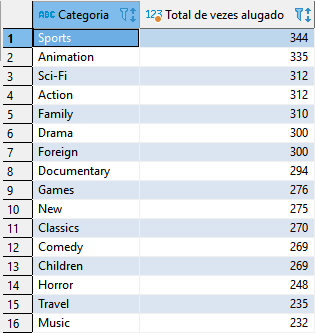 ABC Categoria 123 Total de vezes alugado
1 Sports 344
2 Animation 335
3 Sci-Fi 312
4 Action 312
5 Family 310
6 Drama 300
7 Foreign 300
8 Documentary 294
9 Games 276
10 New 275
11 Classics 270
12 Comedy 269
13 Children 269
14 Horror 248
15 Travel 235
16 Music 232